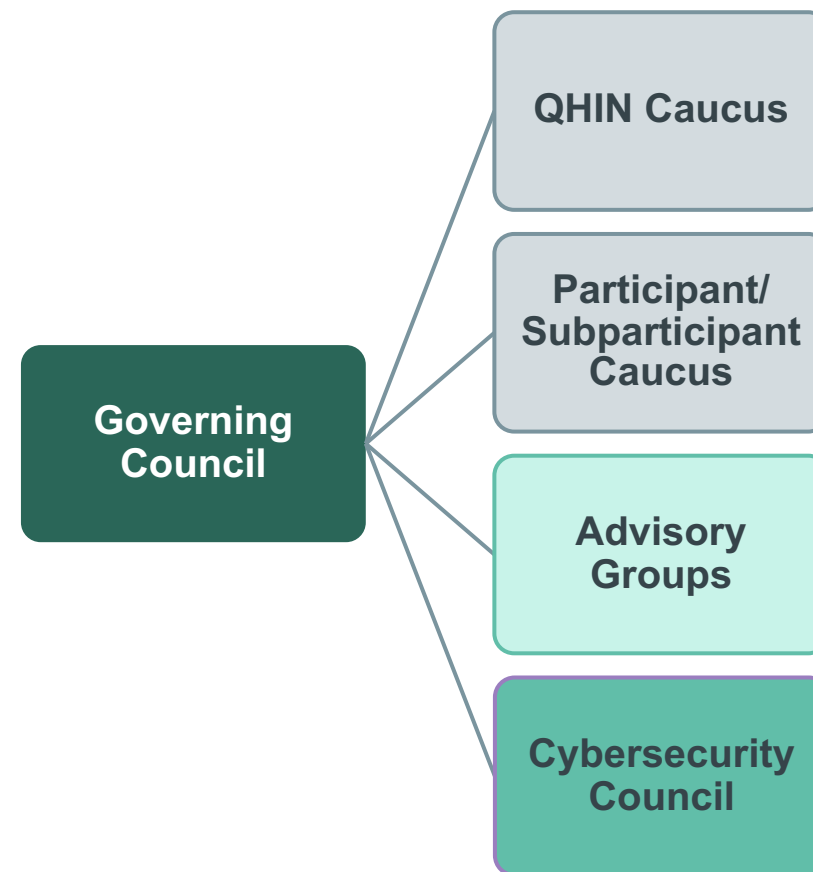 QHIN Caucus
Participant/
Subparticipant
Caucus
Governing
Council
Advisory
Groups
Cybersecurity
Council